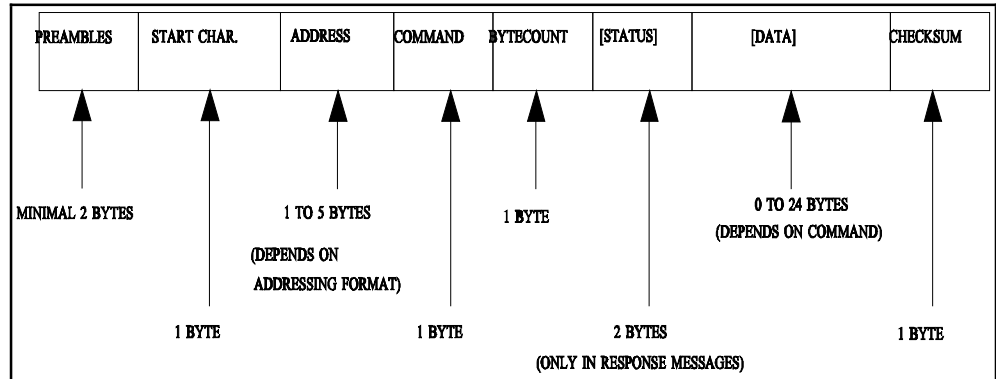 PREAMBLES START CHAR. ADDRESS COMMAND BYTECOUNT [STATUS] [DATA] CHECKSUM
MINIMAL 2 BYTES
1 TO 5 BYTES
(DEPENDS ON
ADDRESSING FORMAT)
1 BYTE
0 TO 24 BYTES
(DEPENDS ON COMMAND)
1 BYTE
1 BYTE
2 BYTES
(ONLY IN RESPONSE MESSAGES)
1 BYTE